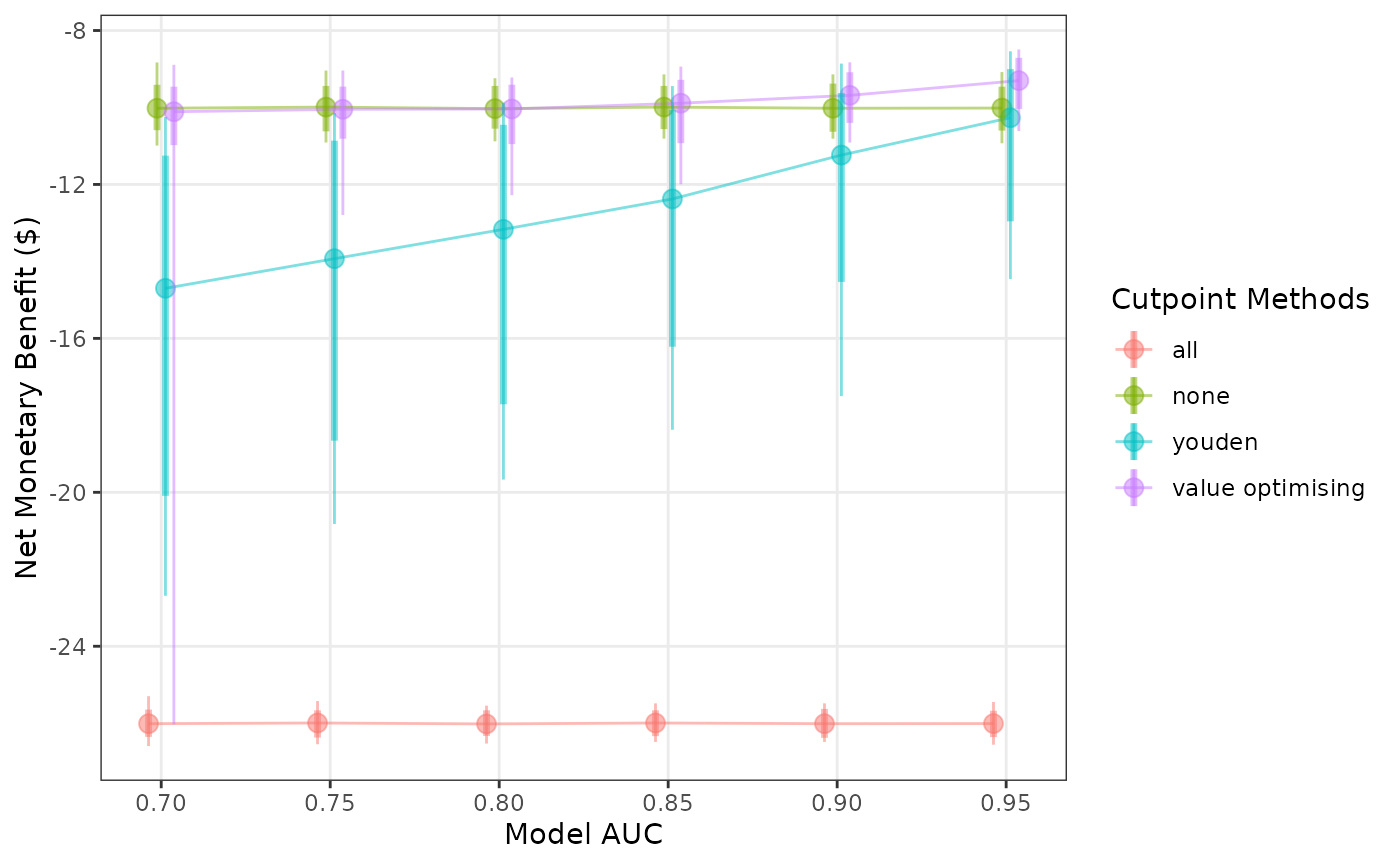 -8
-12
-16
-20
-24
Net Monetary Benefit ($)
0.70 0.75 0.80 0.85 0.90 0.95
Model AUC
Cutpoint Methods
all
none
youden
value optimising